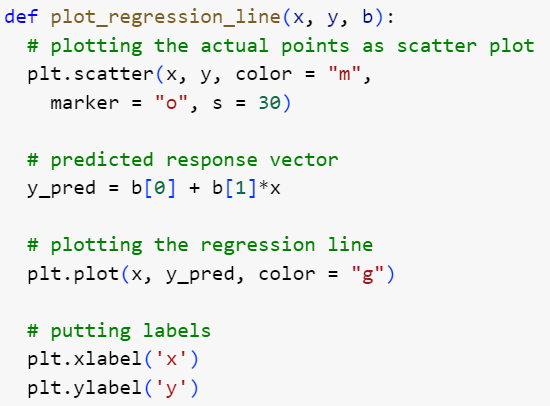 def plot_regression_line(x, y, b):
  # plotting the actual points as scatter plot
  plt.scatter(x, y, color = "m",
    marker = "o", s = 30)

  # predicted response vector
  y_pred = b[0] + b[1]*x

  # plotting the regression line
  plt.plot(x, y_pred, color = "g")

  # putting labels
  plt.xlabel('x')
  plt.ylabel('y')